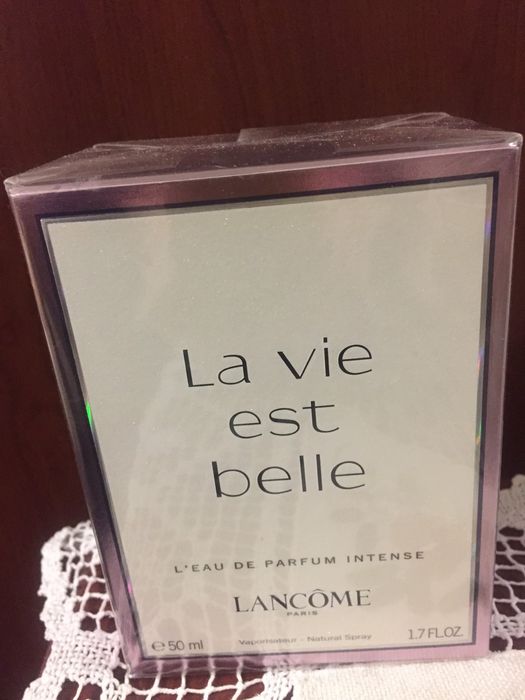 La vie
est
belle
L'EAU DE PARFUM INTENSE
LANCÔME
PARIS
e 50 ml Vaporisateur - Natural Spray 1.7 FL.OZ.